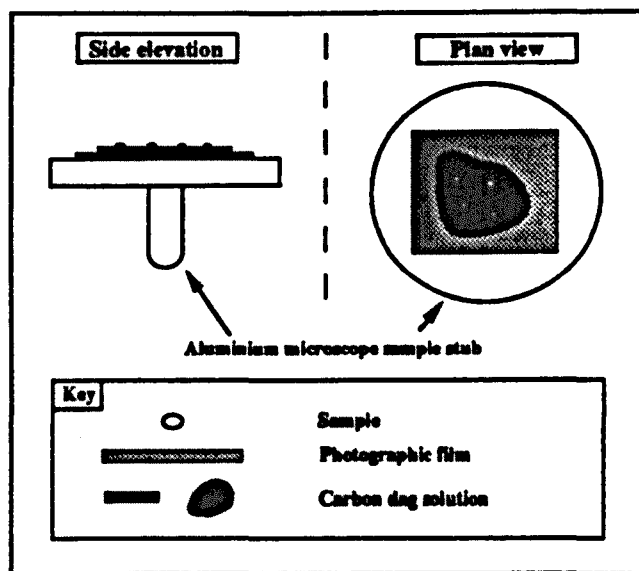 Side elevation
Plan view
Aluminium microscope sample stub
Key
Sample
Photographic film
Carbon dag solution